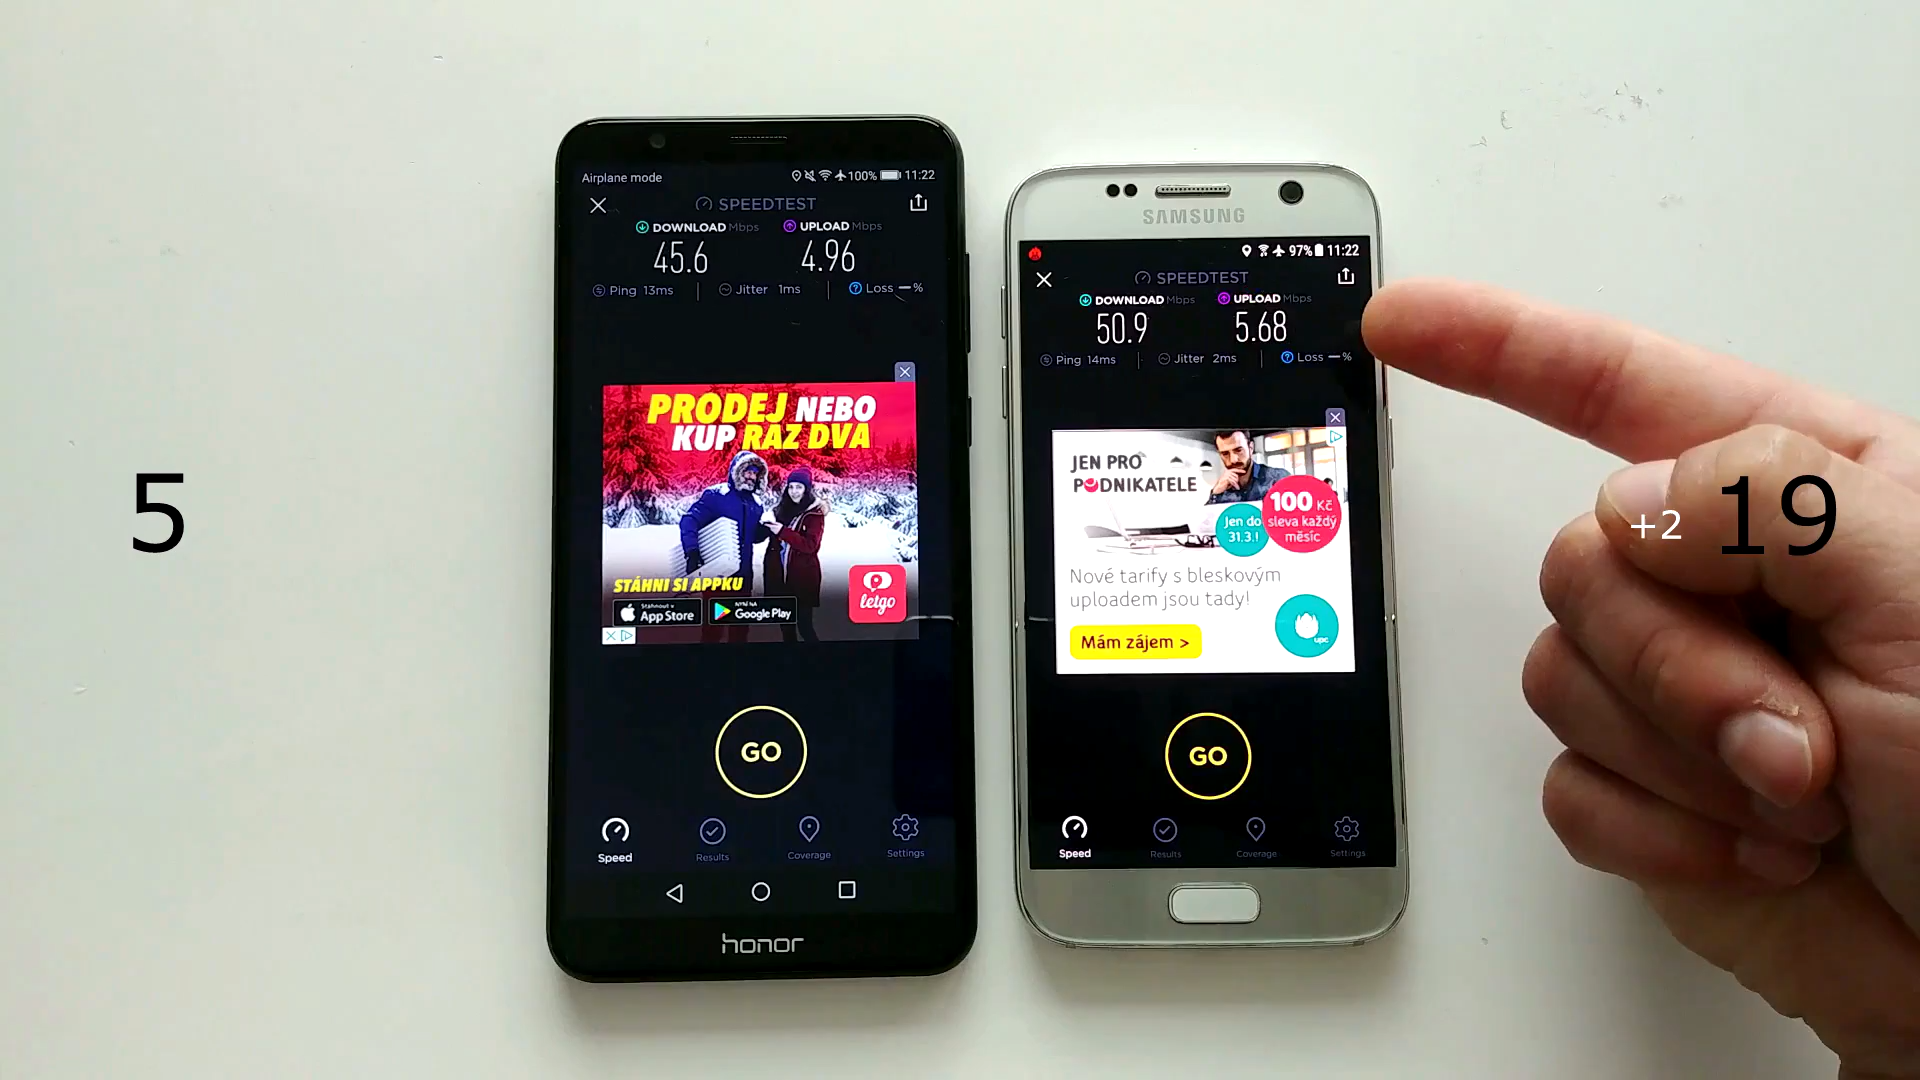 Airplane mode
100% 11:22
SPEEDTEST
DOWNLOAD Mbps
UPLOAD Mbps
45.6
4.96
Ping 13ms
Jitter 1ms
Loss —%
PRODEJ NEBO
KUP RAZ DVA
STÁHNI SI APPKU
Stáhnout v
App Store
NYNÍ NA
Google Play
letgo
GO
Speed
Results
Coverage
Settings
honor
5
SAMSUNG
97% 11:22
SPEEDTEST
DOWNLOAD Mbps
UPLOAD Mbps
50.9
5.68
Ping 14ms
Jitter 2ms
Loss —%
JEN PRO
PODNIKATELE
Jen do
31.3.!
100 Kč
sleva každý
měsíc
Nové tarify s bleskovým
uploadem jsou tady!
Mám zájem >
upc
GO
Speed
Results
Coverage
Settings
+2 19